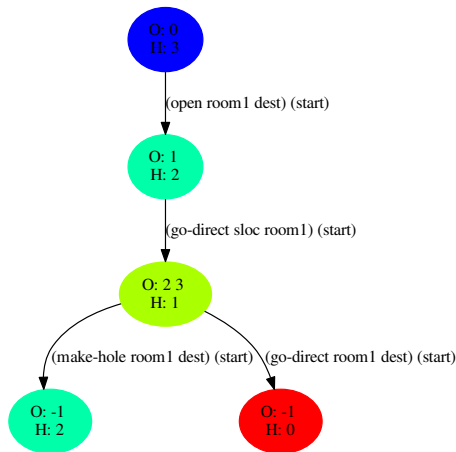 O: 0
H: 3
(open room1 dest) (start)
O: 1
H: 2
(go-direct sloc room1) (start)
O: 2 3
H: 1
(make-hole room1 dest) (start)
(go-direct room1 dest) (start)
O: -1
H: 2
O: -1
H: 0